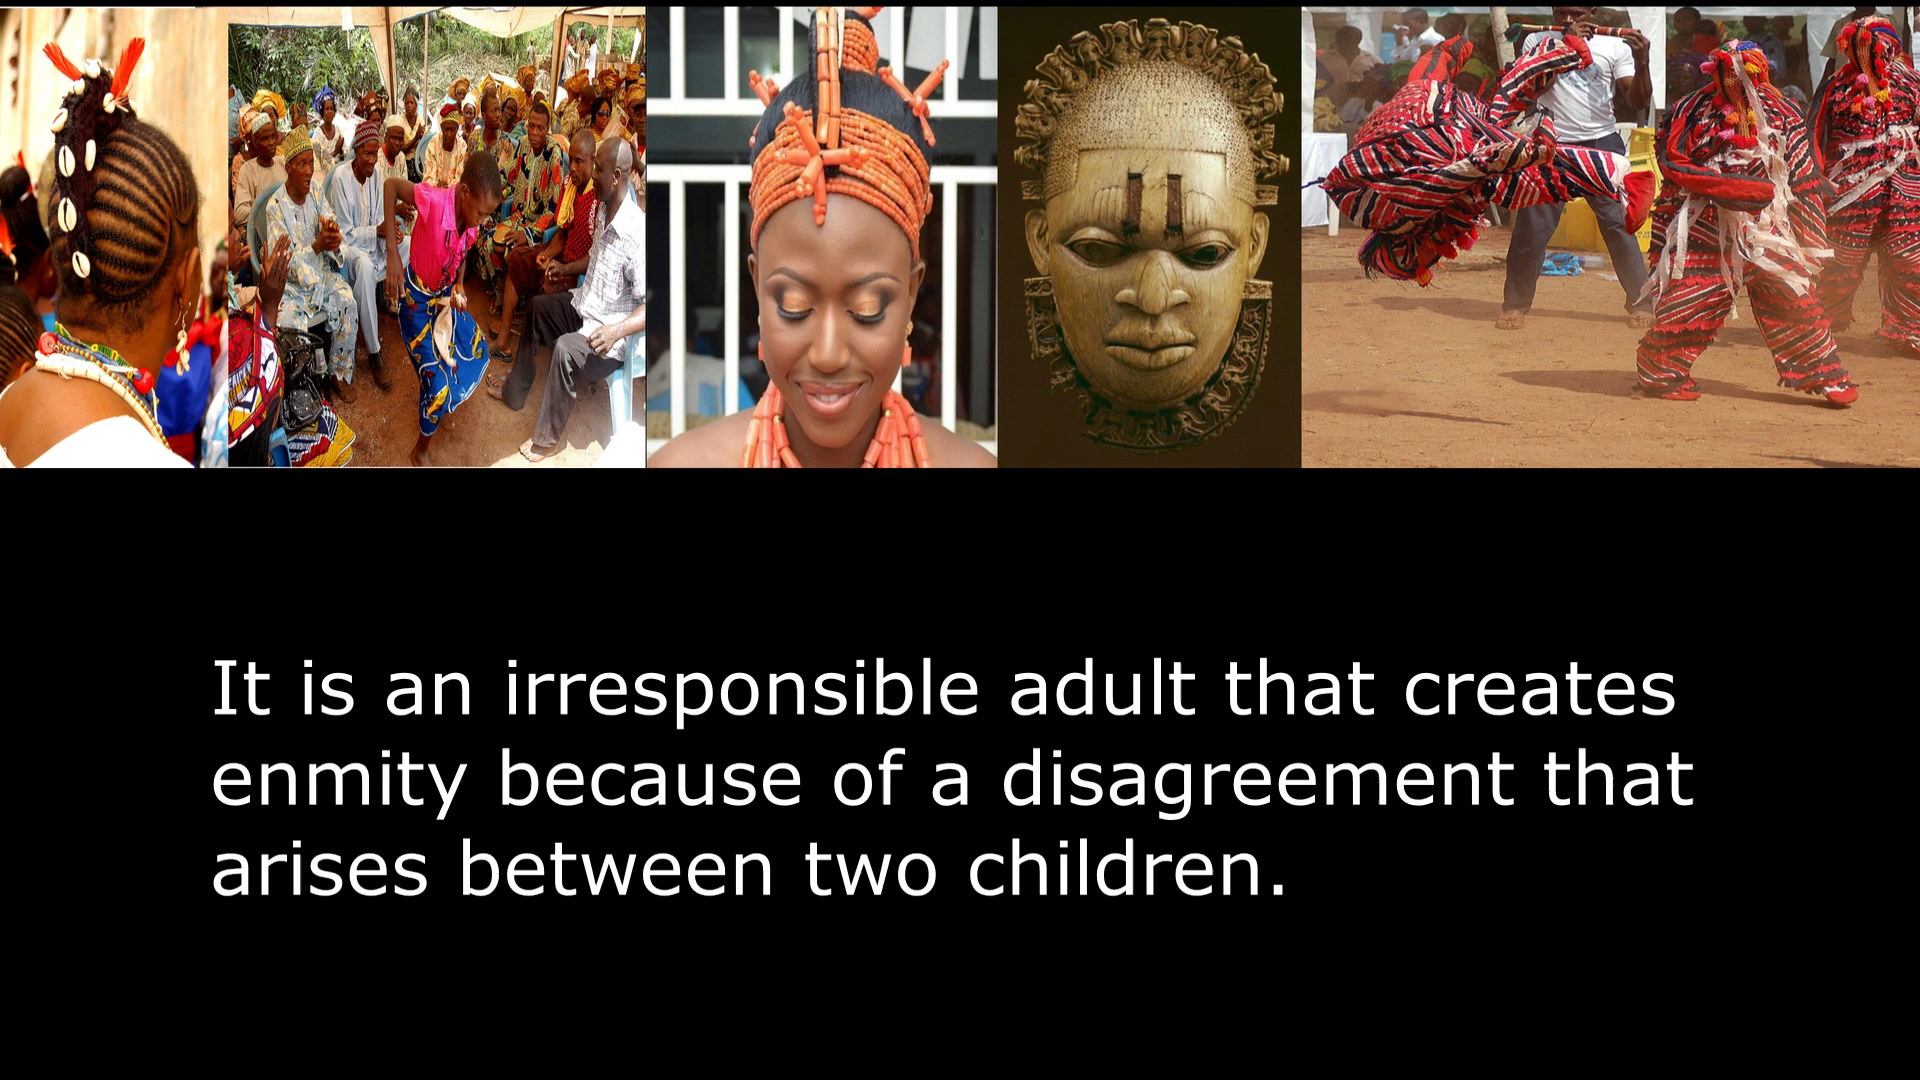 It is an irresponsible adult that creates
enmity because of a disagreement that
arises between two children.